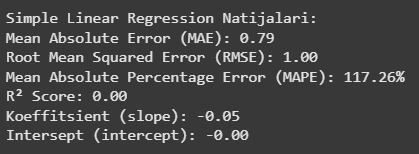 Simple Linear Regression Natijalari:
Mean Absolute Error (MAE): 0.79
Root Mean Squared Error (RMSE): 1.00
Mean Absolute Percentage Error (MAPE): 117.26%
R² Score: 0.00
Koeffitsient (slope): -0.05
Intersept (intercept): -0.00